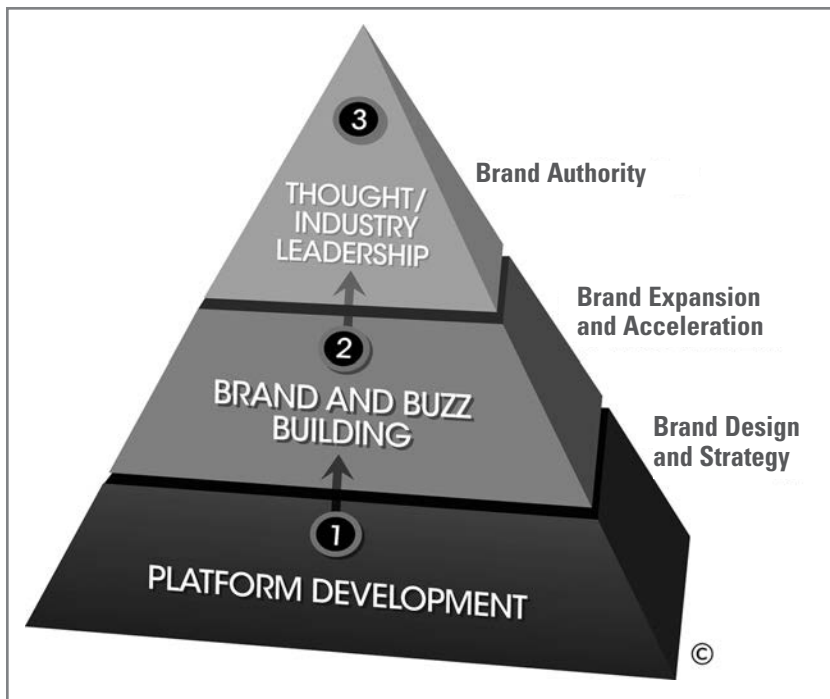 3
THOUGHT/
INDUSTRY
LEADERSHIP
Brand Authority
2
BRAND AND BUZZ
BUILDING
Brand Expansion
and Acceleration
1
PLATFORM DEVELOPMENT
Brand Design
and Strategy
©